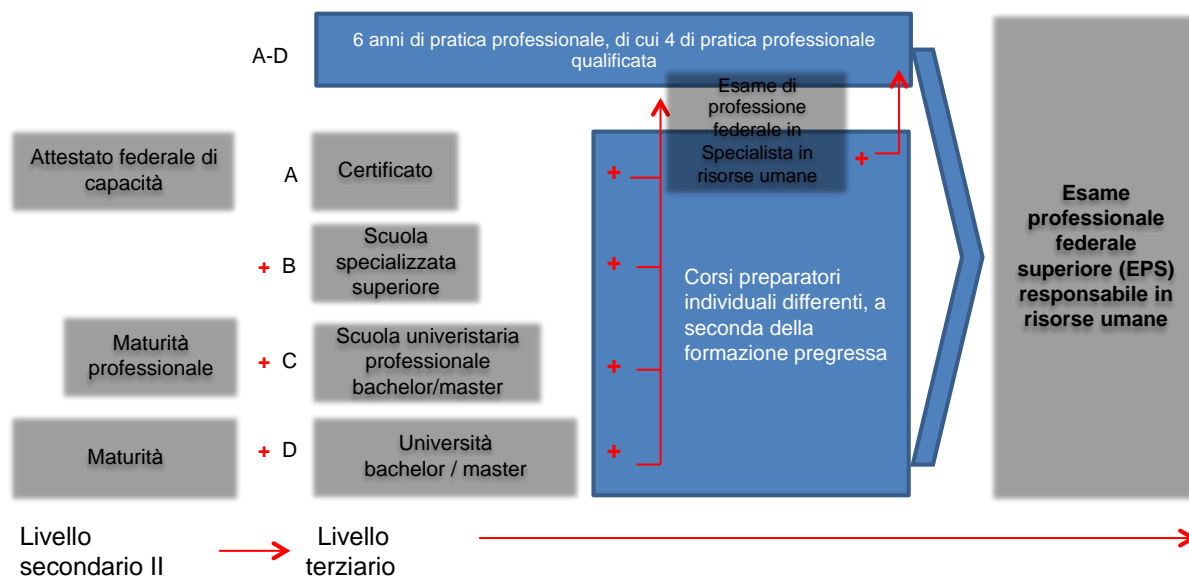 6 anni di pratica professionale, di cui 4 di pratica professionale
qualificata
A-D
Esame di
professione
federale in
Specialista in
risorse umane
Attestato federale di
capacità
A
Certificato
+
+
Scuola
specializzata
superiore
+ B
+
Corsi preparatori
individuali differenti, a
seconda della
formazione pregressa
Maturità
professionale
+ C
Scuola univeristaria
professionale
bachelor/master
+
Maturità
+ D
Università
bachelor / master
+
Esame
professionale
federale
superiore (EPS)
responsabile in
risorse umane
Livello
secondario II
Livello
terziario